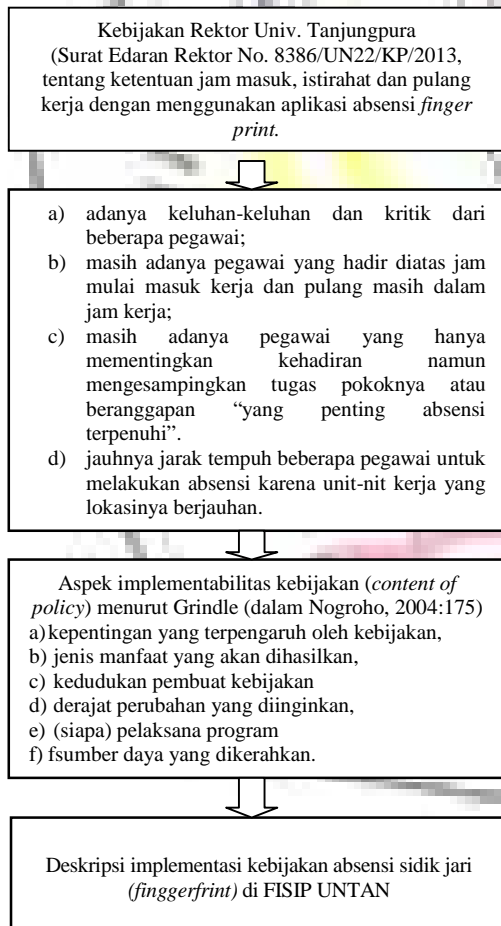 Kebijakan Rektor Univ. Tanjungpura
(Surat Edaran Rektor No. 8386/UN22/KP/2013,
tentang ketentuan jam masuk, istirahat dan pulang
kerja dengan menggunakan aplikasi absensi finger
print.
a) adanya keluhan-keluhan dan kritik dari
beberapa pegawai;
b) masih adanya pegawai yang hadir diatas jam
mulai masuk kerja dan pulang masih dalam
jam kerja;
c) masih adanya pegawai yang hanya
mementingkan kehadiran namun
mengesampingkan tugas pokoknya atau
beranggapan “yang penting absensi
terpenuhi”.
d) jauhnya jarak tempuh beberapa pegawai untuk
melakukan absensi karena unit-nit kerja yang
lokasinya berjauhan.
Aspek implementabilitas kebijakan (content of
policy) menurut Grindle (dalam Nogroho, 2004:175)
a) kepentingan yang terpengaruh oleh kebijakan,
b) jenis manfaat yang akan dihasilkan,
c) kedudukan pembuat kebijakan
d) derajat perubahan yang diinginkan,
e) (siapa) pelaksana program
f) fsumber daya yang dikerahkan.
Deskripsi implementasi kebijakan absensi sidik jari
(finggerfrint) di FISIP UNTAN